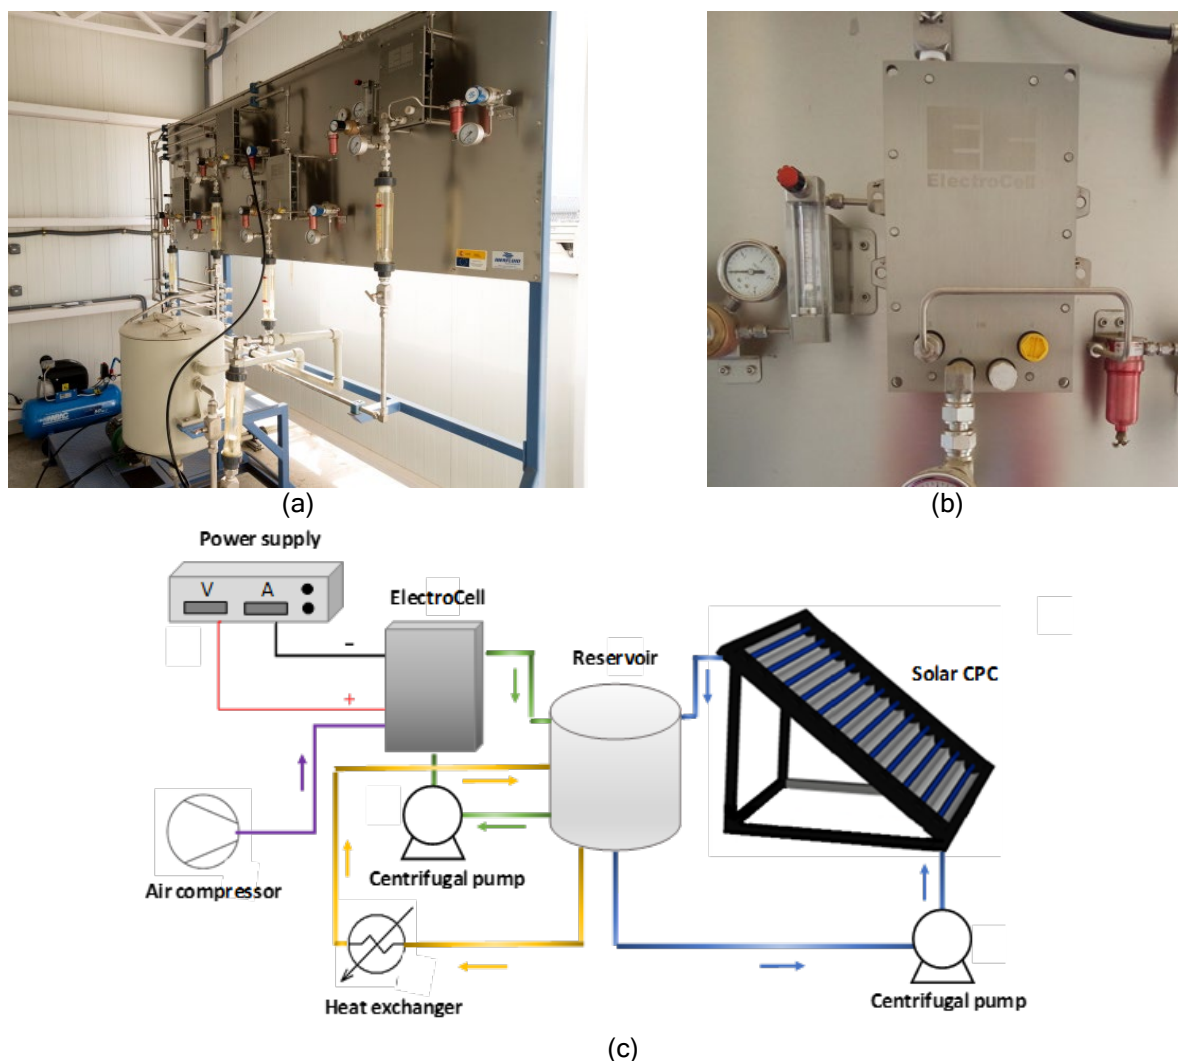 ElectroCell
(a)
(b)
Power supply
V
A
ElectroCell
−
+
Reservoir
Solar CPC
Air compressor
Centrifugal pump
Heat exchanger
Centrifugal pump
(c)